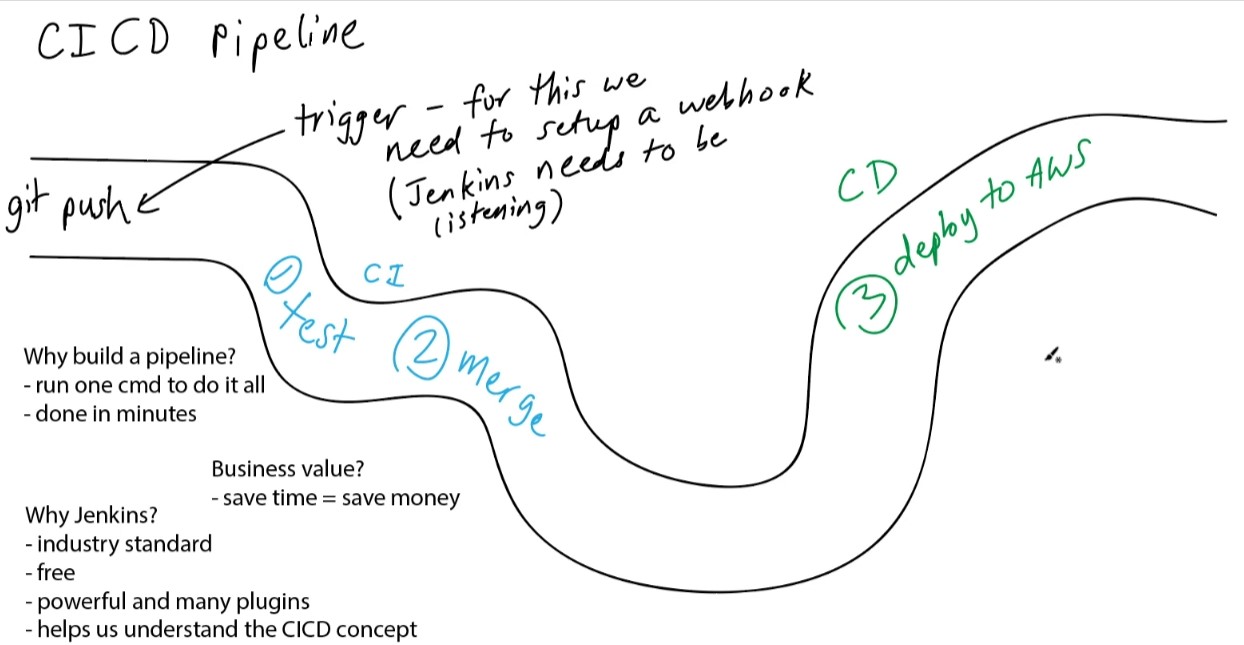 CICD Pipeline
trigger - for this we
need to setup a webhook
(Jenkins needs to be
listening)
git push
CI
① test
② merge
CD
③ deploy to AWS
Why build a pipeline?
- run one cmd to do it all
- done in minutes
Business value?
- save time = save money
Why Jenkins?
- industry standard
- free
- powerful and many plugins
- helps us understand the CICD concept